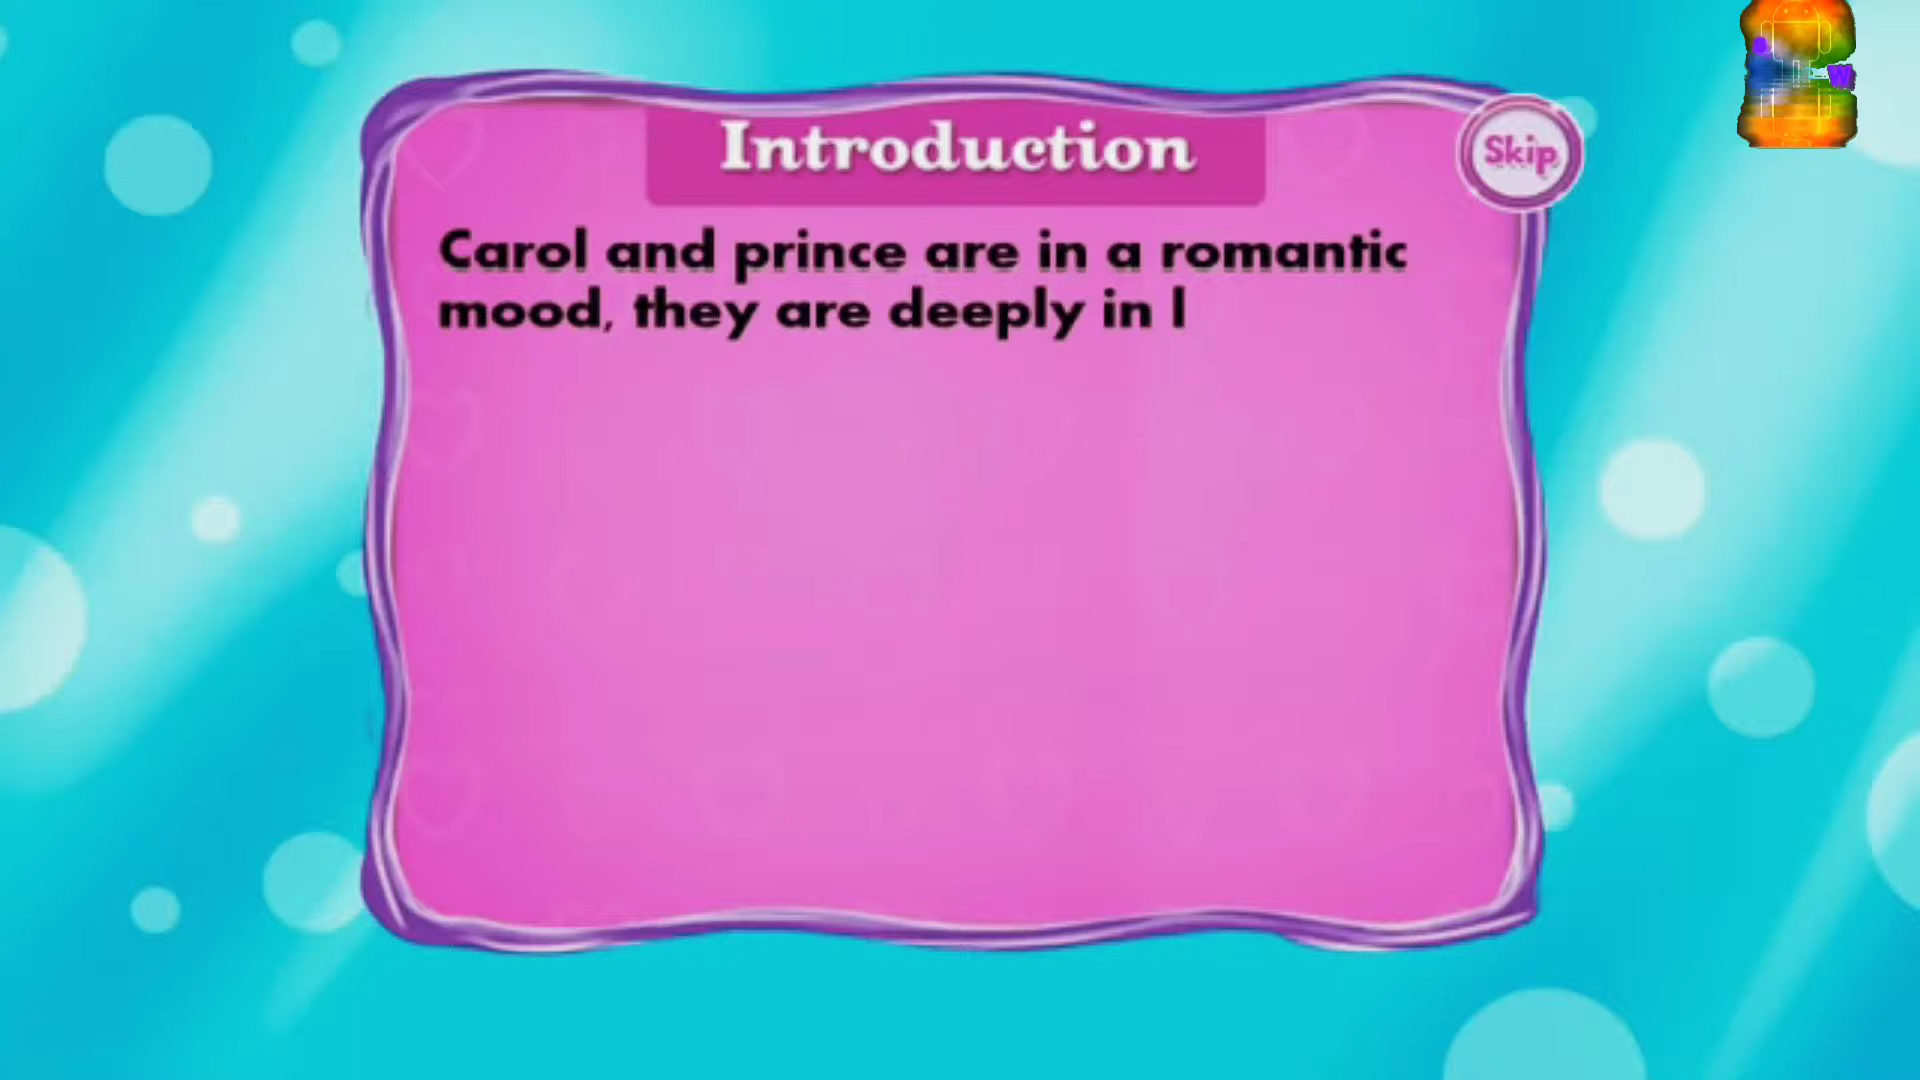 Introduction
Skip
Carol and prince are in a romantic
mood, they are deeply in l
W